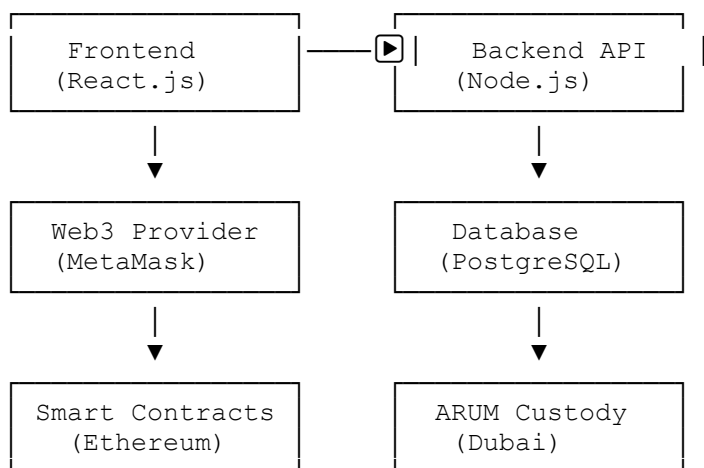 Frontend
(React.js)
Backend API
(Node.js)
Web3 Provider
(MetaMask)
Database
(PostgreSQL)
Smart Contracts
(Ethereum)
ARUM Custody
(Dubai)